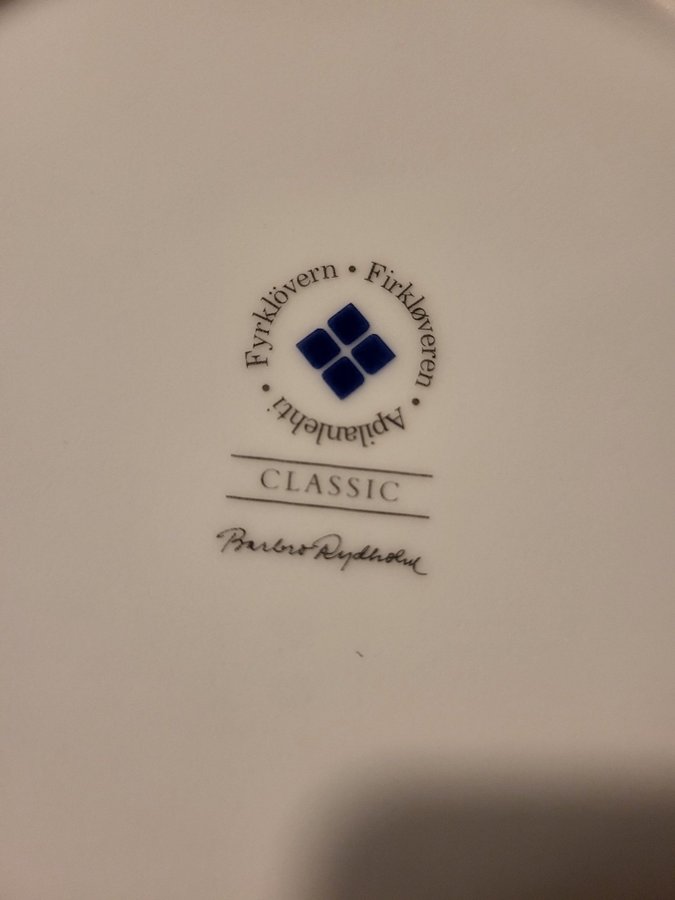 Fyrklövern • Firkløveren • Apilanlehti •
CLASSIC
Barbro Rydholm